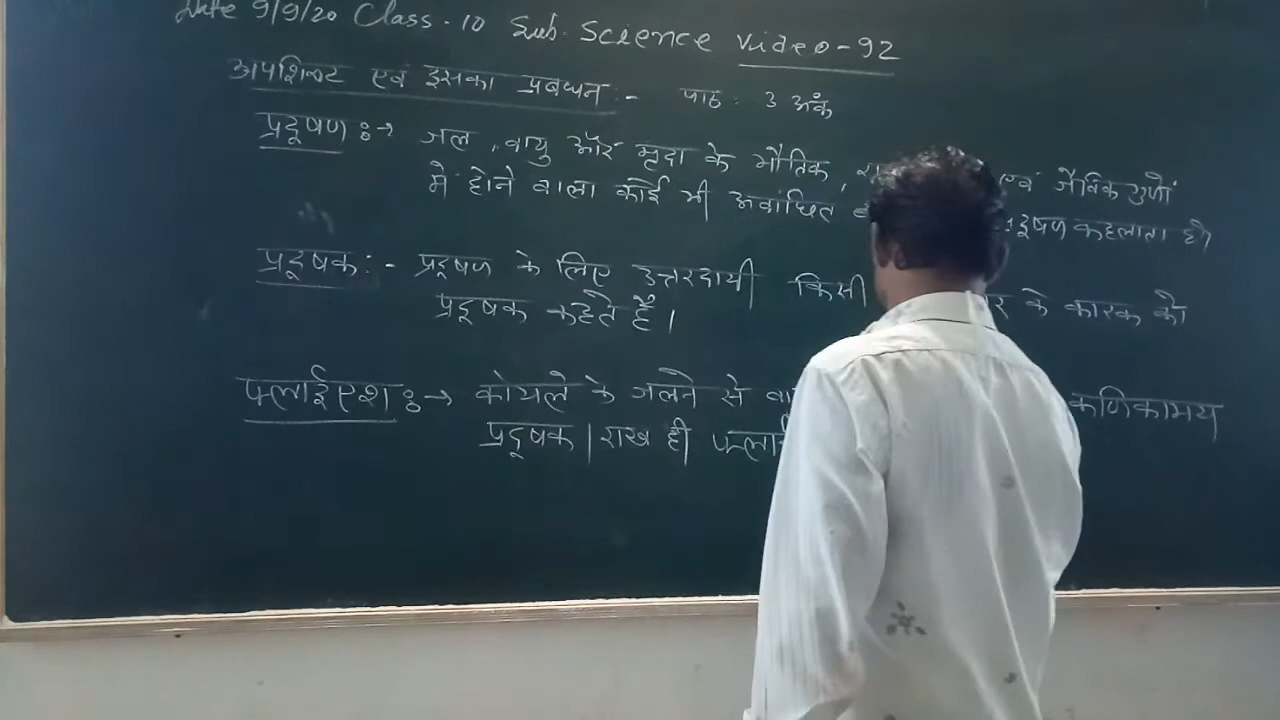 Date 9/9/20 Class-10 Sub. Science Video-92
अपशिष्ट एवं इसका प्रबन्धन :- पाठ : 3 अंक
प्रदूषण :→ जल , वायु और मृदा के भौतिक , एवं जैविक गुणों
में होने वाला कोई भी अवांछित प्रदूषण कहलाता है।
प्रदूषक :- प्रदूषण के लिए उत्तरदायी किसी के कारक को
प्रदूषक कहते हैं।
फ्लाईएश :→ कोयले के जलने से कणिकामय
प्रदूषक | राख ही